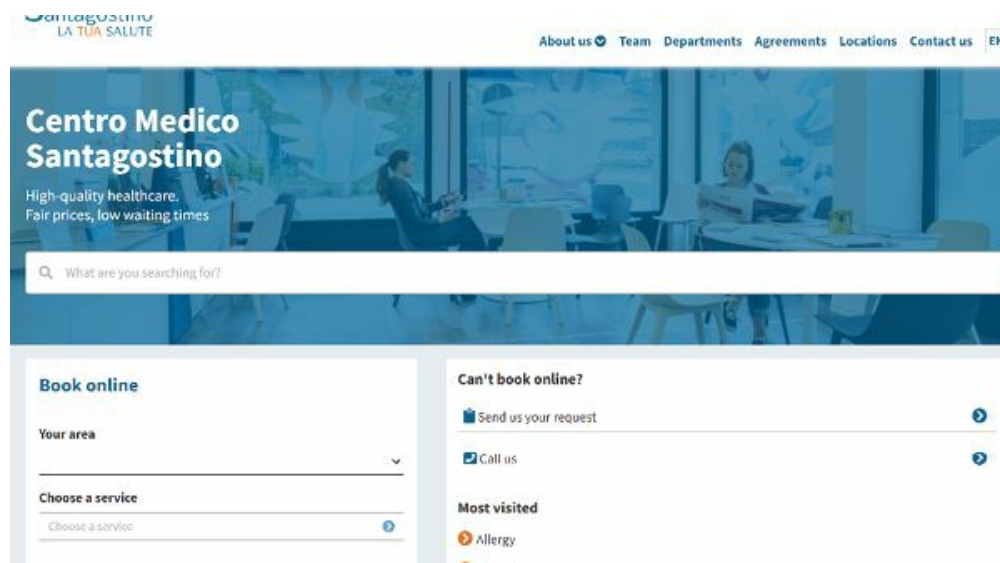 Santagostino
LA TUA SALUTE
About us Team Departments Agreements Locations Contact us EN
Centro Medico
Santagostino
High-quality healthcare.
Fair prices, low waiting times
What are you searching for?
Book online
Your area
Choose a service
Choose a service
Can't book online?
Send us your request
Call us
Most visited
Allergy